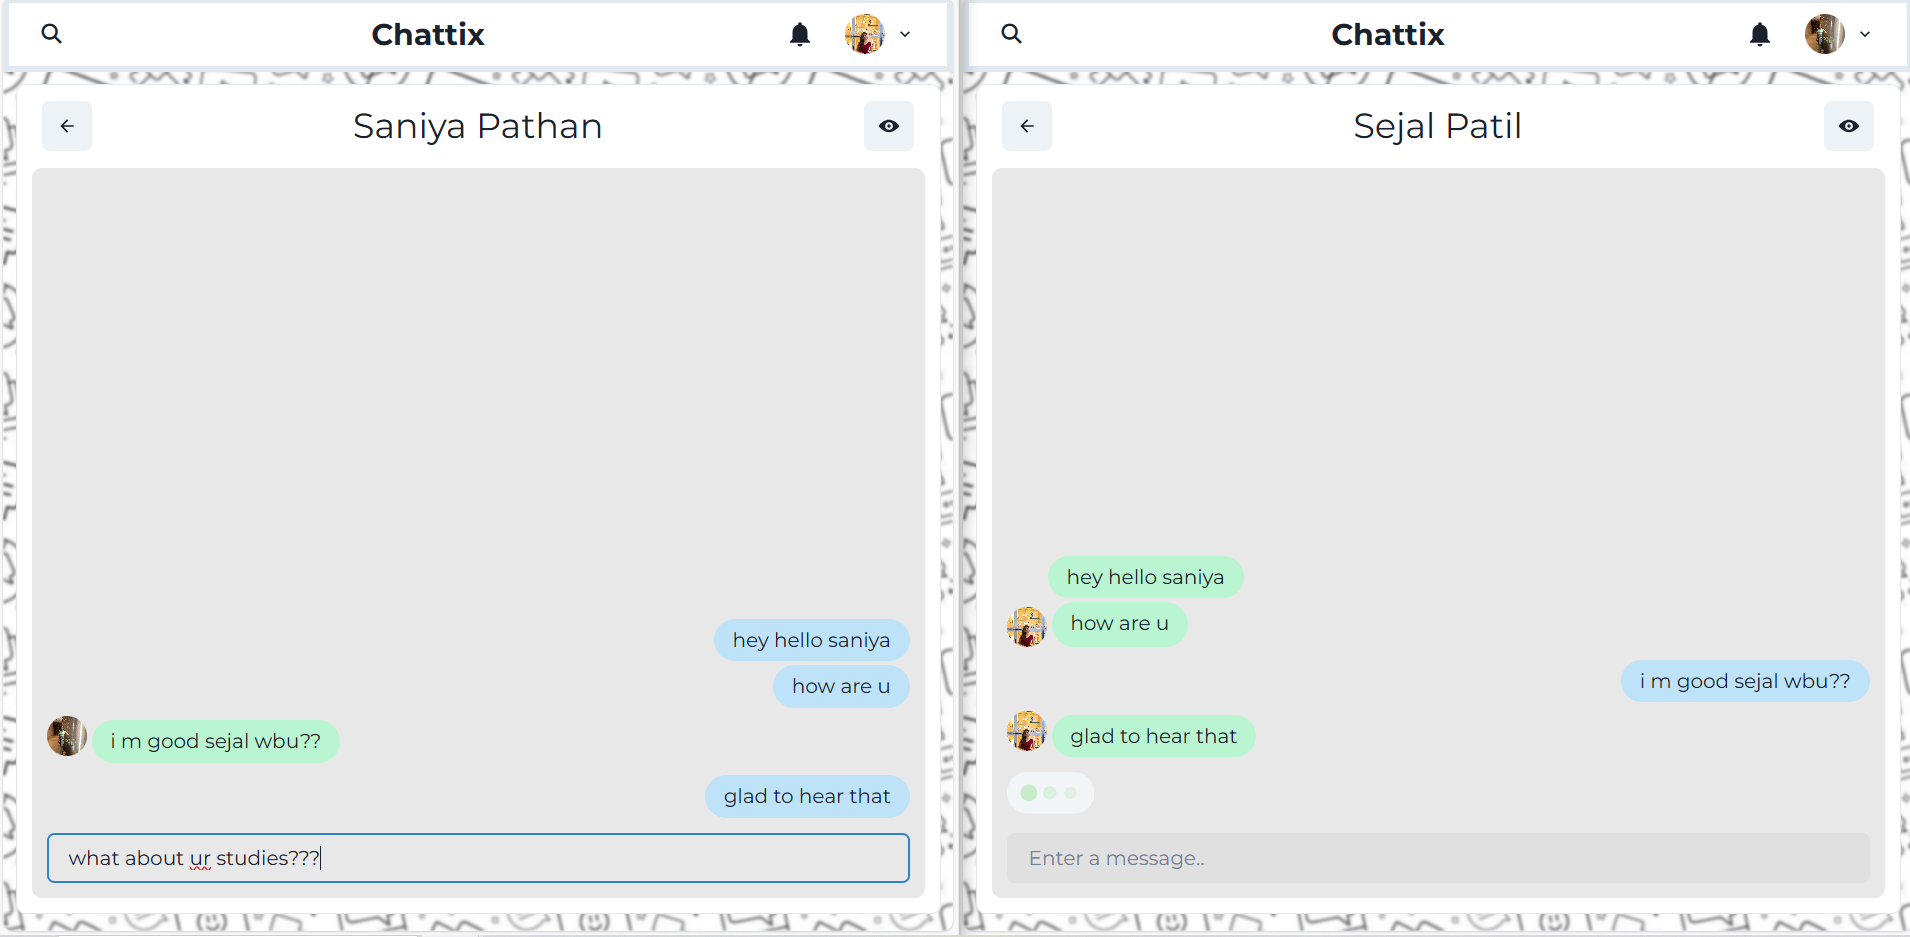 Chattix
Saniya Pathan
hey hello saniya
how are u
i m good sejal wbu??
glad to hear that
what about ur studies???
Chattix
Sejal Patil
hey hello saniya
how are u
i m good sejal wbu??
glad to hear that
Enter a message..